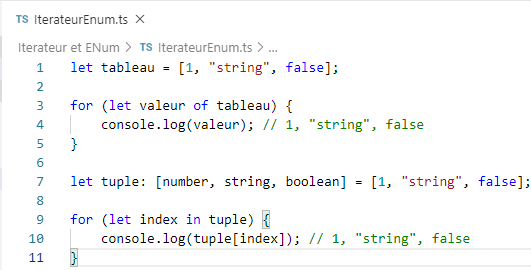 TS IterateurEnum.ts ×
Iterateur et ENum > TS IterateurEnum.ts > ...
1 let tableau = [1, "string", false];
2
3 for (let valeur of tableau) {
4 console.log(valeur); // 1, "string", false
5 }
6
7 let tuple: [number, string, boolean] = [1, "string", false];
8
9 for (let index in tuple) {
10 console.log(tuple[index]); // 1, "string", false
11 }